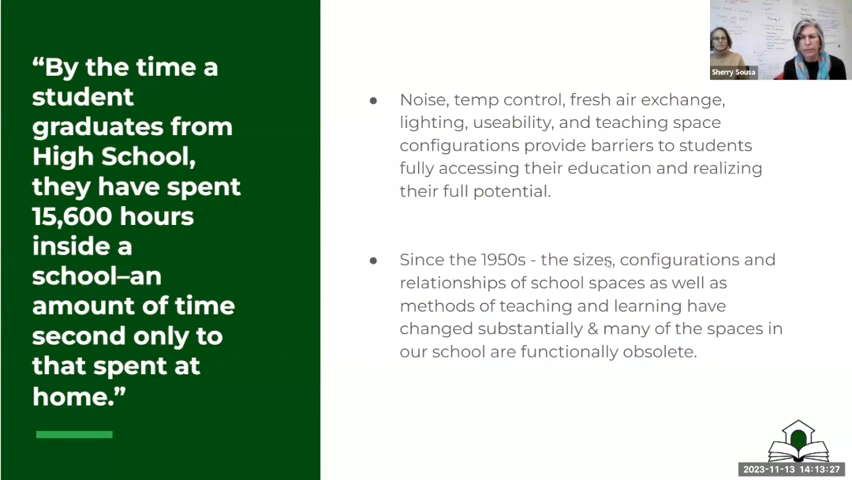 “By the time a
student
graduates from
High School,
they have spent
15,600 hours
inside a
school–an
amount of time
second only to
that spent at
home.”
Noise, temp control, fresh air exchange,
lighting, useability, and teaching space
configurations provide barriers to students
fully accessing their education and realizing
their full potential.
Since the 1950s - the sizes, configurations and
relationships of school spaces as well as
methods of teaching and learning have
changed substantially & many of the spaces in
our school are functionally obsolete.
Sherry Sousa
2023-11-13 14:13:27